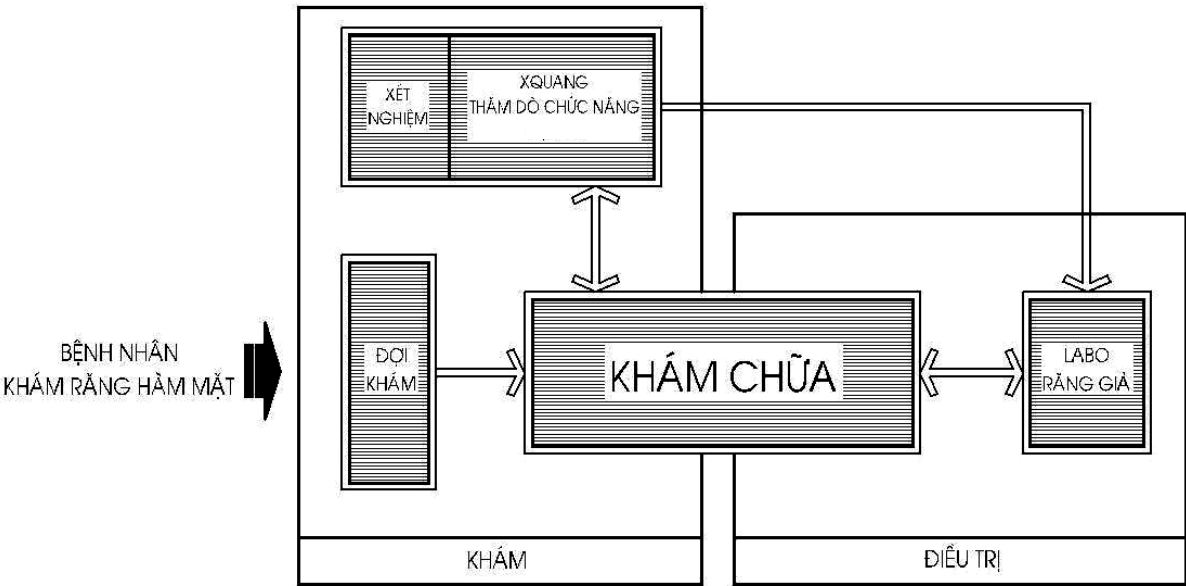 XÉT
NGHIỆM
XQUANG
THĂM DÒ CHỨC NĂNG
BỆNH NHÂN
KHÁM RĂNG HÀM MẶT
ĐỢI
KHÁM
KHÁM CHỮA
LABO
RĂNG GIẢ
KHÁM
ĐIỀU TRỊ